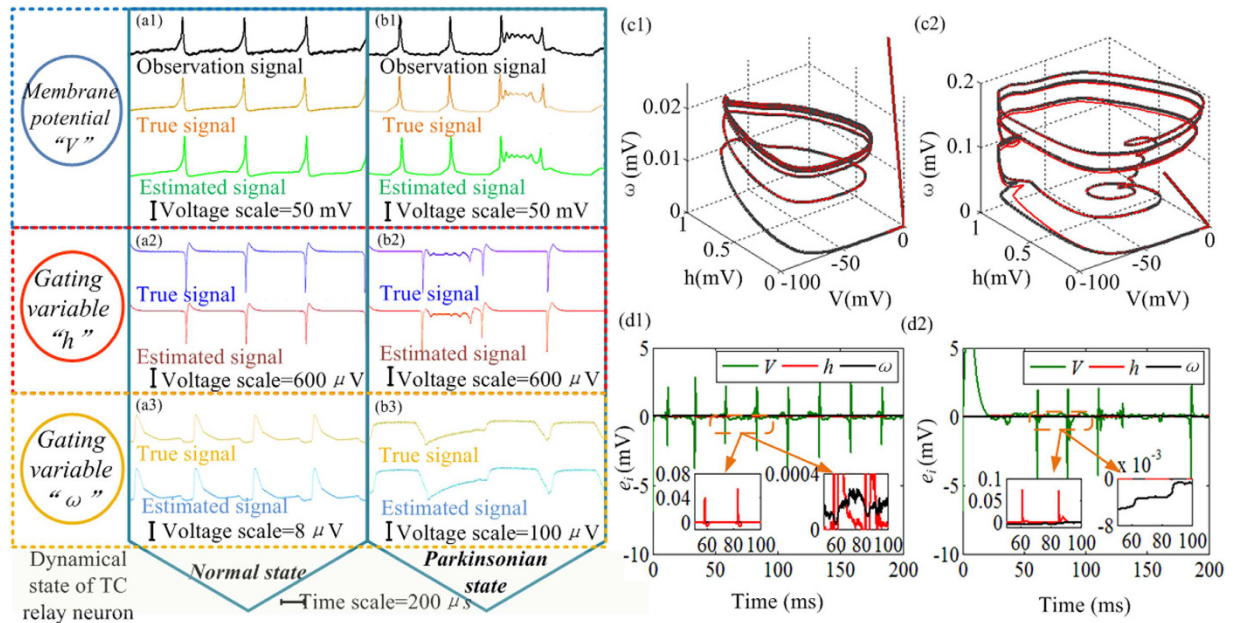 Membrane
potential
"V"
Gating
variable
"h"
Gating
variable
"ω"
Dynamical
state of TC
relay neuron
(a1)
Observation signal
True signal
Estimated signal
Voltage scale=50 mV
(b1)
Observation signal
True signal
Estimated signal
Voltage scale=50 mV
(a2)
True signal
Estimated signal
Voltage scale=600 μV
(b2)
True signal
Estimated signal
Voltage scale=600 μV
(a3)
True signal
Estimated signal
Voltage scale=8 μV
(b3)
True signal
Estimated signal
Voltage scale=100 μV
Normal state
Parkinsonian
state
Time scale=200 μs
(c1)
0.02
0.01
0
ω (mV)
1
0.5
0
h(mV)
-100
-50
0
V(mV)
(c2)
0.2
0.1
0
ω (mV)
1
0.5
0
h(mV)
-100
-50
0
V(mV)
(d1)
5
0
-5
-10
e_i (mV)
V h ω
0.08
0.04
0
60 80 100
0.0004
0
60 80 100
0 50 100 150 200
Time (ms)
(d2)
5
0
-5
-10
e_i (mV)
V h ω
0.1
0.05
0
60 80 100
x 10^-3
0
-8
60 80 100
0 50 100 150 200
Time (ms)